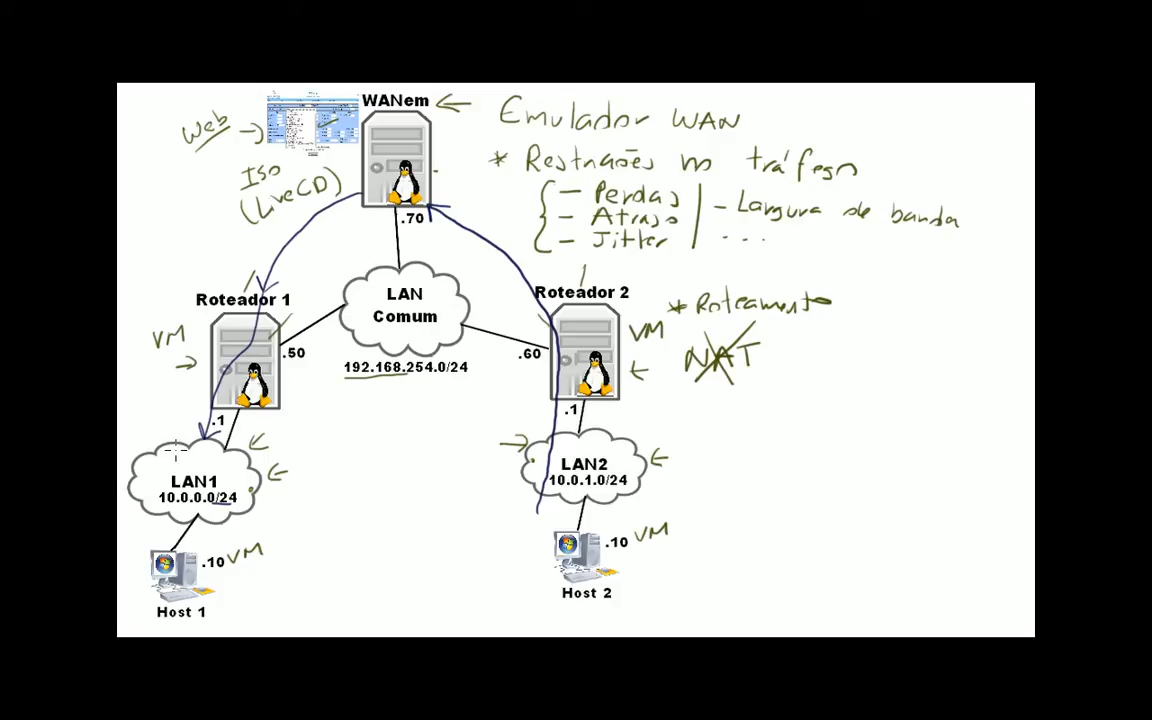 WANem
Emulador WAN
Web
Iso
(LiveCD)
* Restrições no tráfego
- Perdas
- Atraso
- Jitter
- Largura de banda
....
.70
Roteador 1
LAN
Comum
Roteador 2
* Roteamento
VM
.50
.60
VM
NAT
192.168.254.0/24
.1
.1
LAN1
10.0.0.0/24
LAN2
10.0.1.0/24
.10 VM
Host 1
.10 VM
Host 2